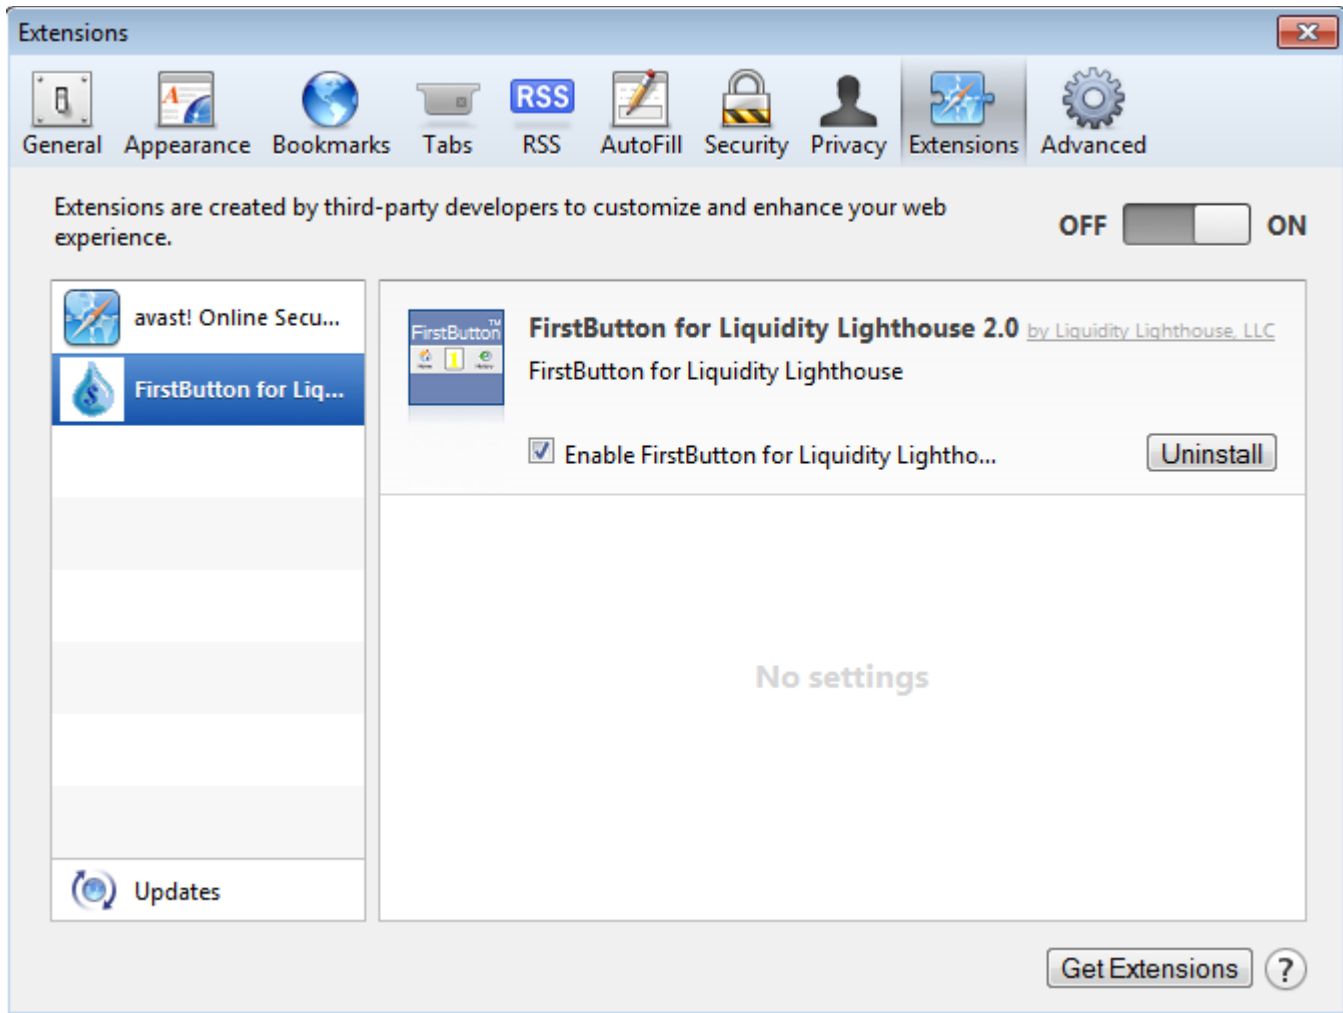 Extensions
General Appearance Bookmarks Tabs RSS RSS AutoFill Security Privacy Extensions Advanced
Extensions are created by third-party developers to customize and enhance your web
experience.
OFF ON
avast! Online Secu...
FirstButton for Liq...
Updates
FirstButton™
1
FirstButton for Liquidity Lighthouse 2.0 by Liquidity Lighthouse, LLC
FirstButton for Liquidity Lighthouse
Enable FirstButton for Liquidity Lightho...
Uninstall
No settings
Get Extensions ?